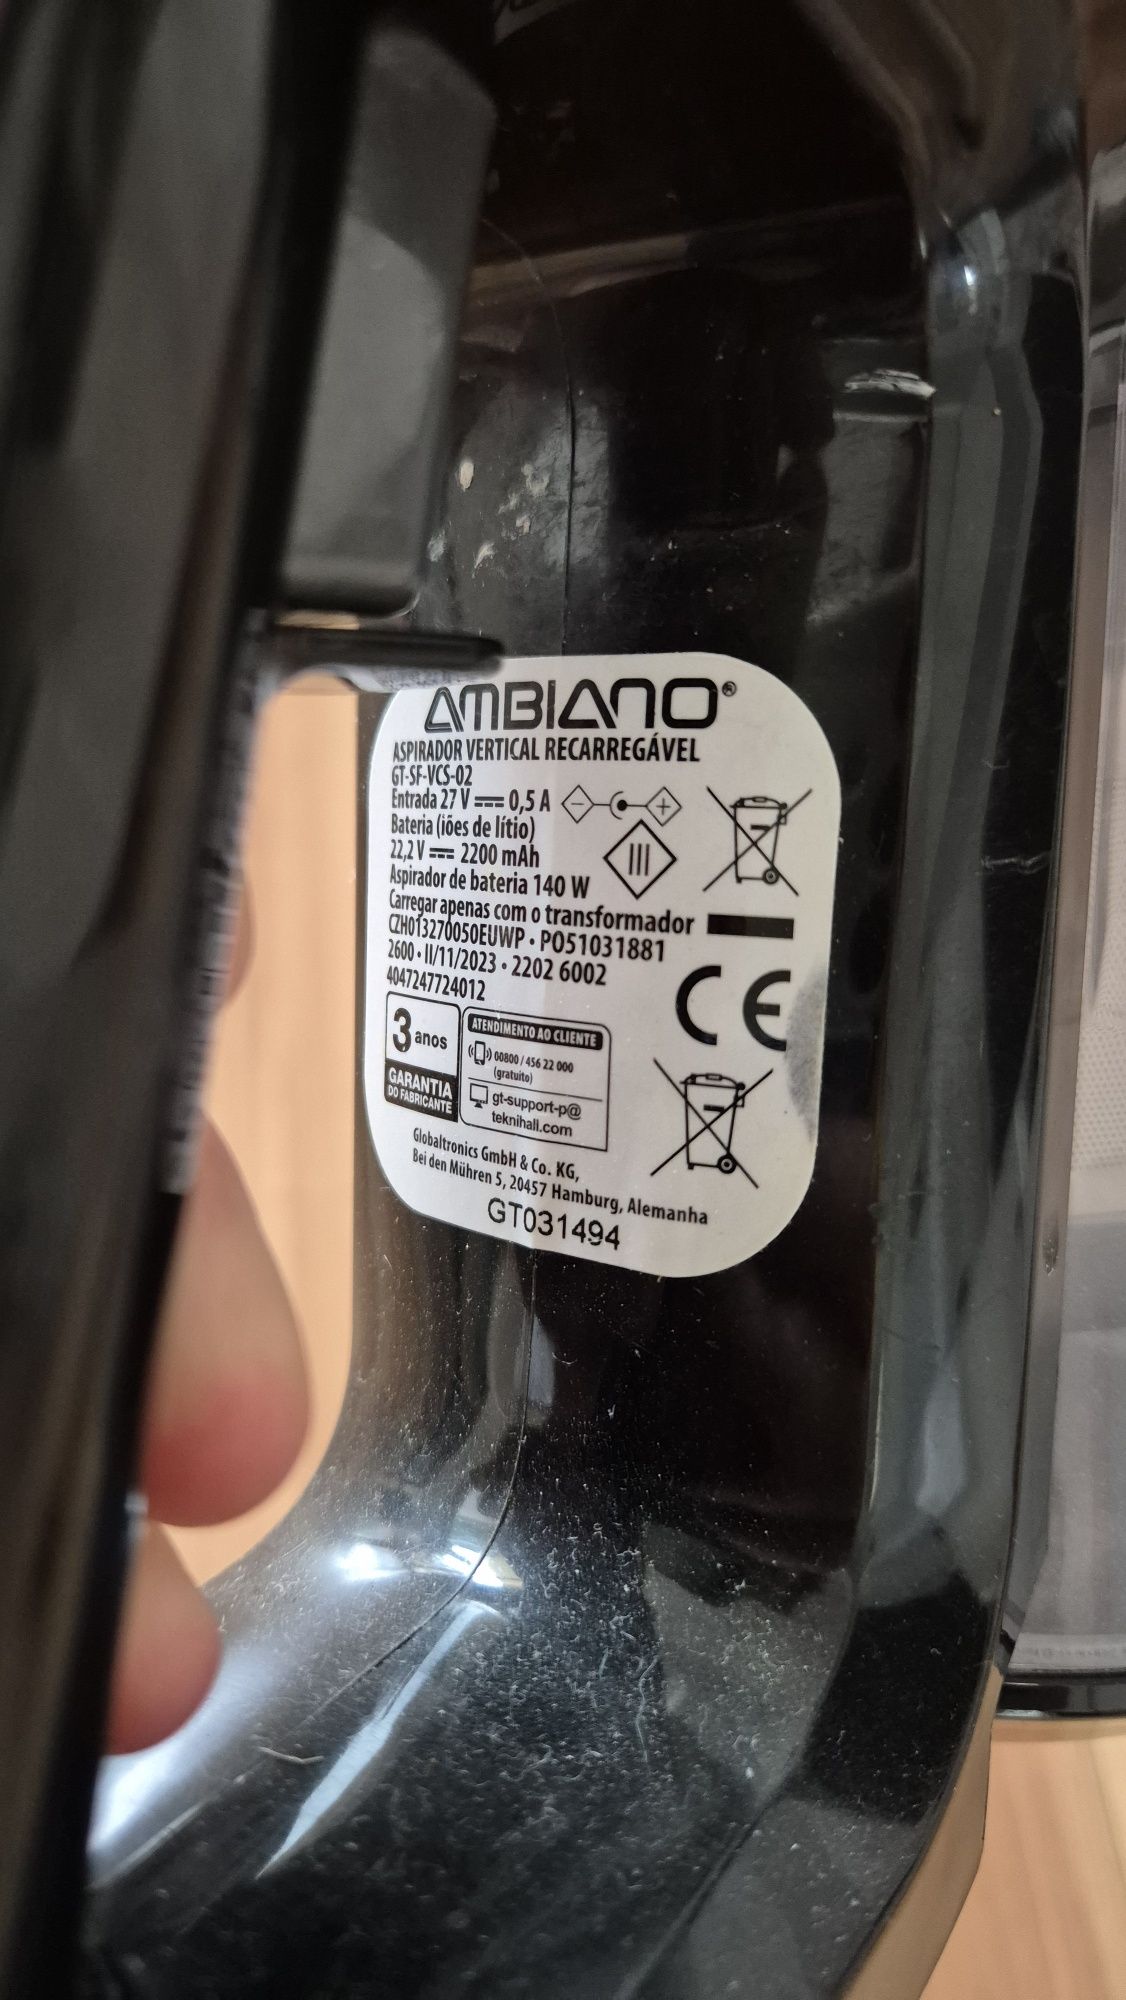 AMBIANO®
ASPIRADOR VERTICAL RECARREGÁVEL
GT-SF-VCS-02
Entrada 27 V 0,5 A
Bateria (iões de lítio)
22,2 V 2200 mAh
Aspirador de bateria 140 W
Carregar apenas com o transformador
CZH013270050EUWP • PO51031881
2600 • II/11/2023 • 2202 6002
4047247724012
CE
3 anos
GARANTIA
DO FABRICANTE
ATENDIMENTO AO CLIENTE
00800 / 456 22 000
(gratuito)
gt-support-p@
teknihall.com
Globaltronics GmbH & Co. KG,
Bei den Mühren 5, 20457 Hamburg, Alemanha
GT031494